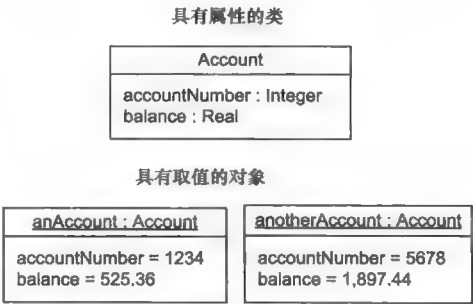 具有属性的类
Account
accountNumber : Integer
balance : Real
具有取值的对象
anAccount : Account
accountNumber = 1234
balance = 525.36
anotherAccount : Account
accountNumber = 5678
balance = 1,897.44